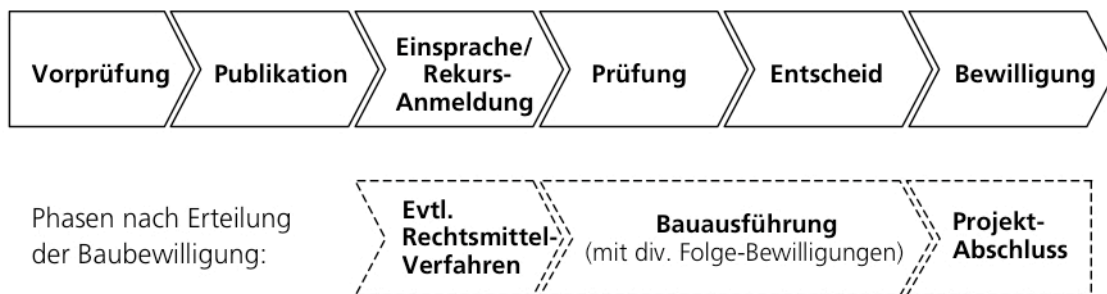 Vorprüfung
Publikation
Einsprache/
Rekurs-
Anmeldung
Prüfung
Entscheid
Bewilligung
Phasen nach Erteilung
der Baubewilligung:
Evtl.
Rechtsmittel-
Verfahren
Bauausführung
(mit div. Folge-Bewilligungen)
Projekt-
Abschluss